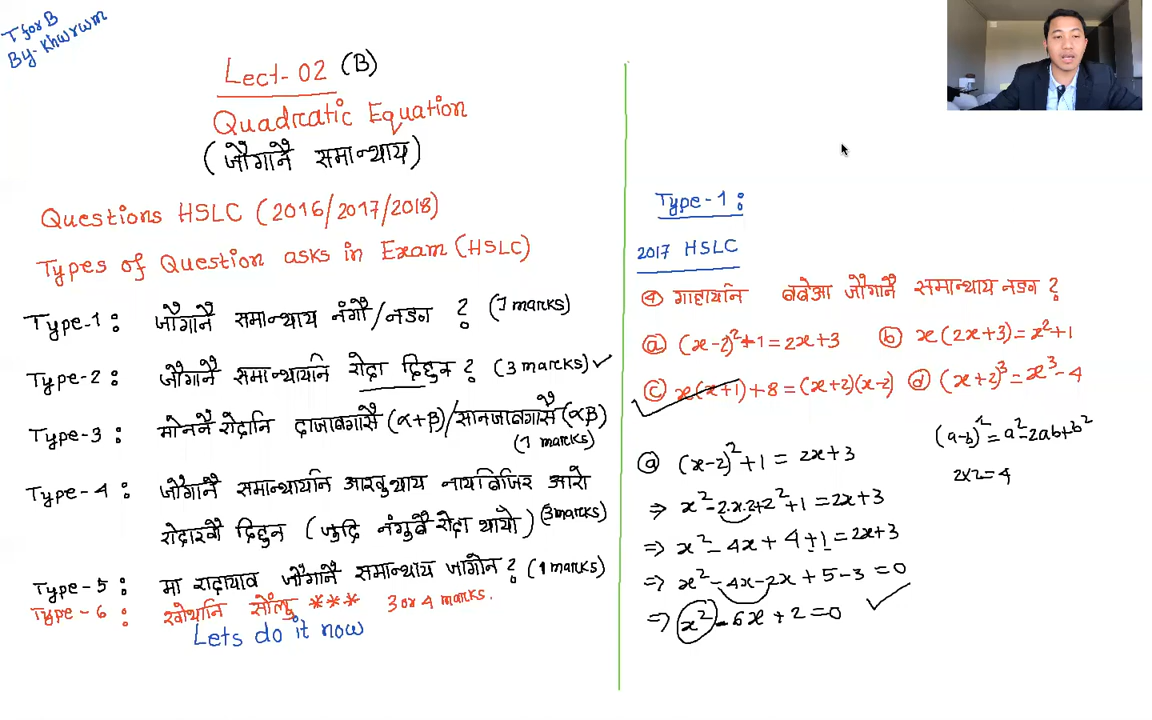 T for B
By- Khwrwm
Lect-02 (B)
Quadratic Equation
(जौगानै समान्थाय)
Questions HSLC (2016/2017/2018)
Types of Question asks in Exam (HSLC)
Type-1: जौगानै समान्थाय नंगौ/नङा ? (1 marks)
Type-2: जौगानै समान्थायनि रोदा दिहुन ? (3 marks) ✓
Type-3: मोननै रोदानि दाजाबगासै (α+β)/सानजाबगासै (αβ)
(1 marks)
Type-4: जौगानै समान्थायनि आखुथाय नायबिजिर आरो
रोदाखौ दिहुन (जुदि नंगुबै रोदा थायो) (3 marks)
Type-5: मा रादायाव जौगानै समान्थाय जागोन ? (1 marks)
Type-6: खोथानि सोंलु *** 3 or 4 marks.
Lets do it now
Type-1:
2017 HSLC
④ गाहायनि बबेआ जौगानै समान्थाय नङा ?
ⓐ (x-2)²+1=2x+3 ⓑ x(2x+3)=x²+1
ⓒ x(x+1)+8=(x+2)(x-2) ⓓ (x+2)³=x³-4
(a-b)²=a²-2ab+b²
ⓐ (x-2)²+1 = 2x+3
2×2=4
⇒ x²-2·x·2+2²+1=2x+3
⇒ x²-4x+4+1=2x+3
⇒ x²-4x-2x+5-3=0
⇒ x²-6x+2=0 ✓